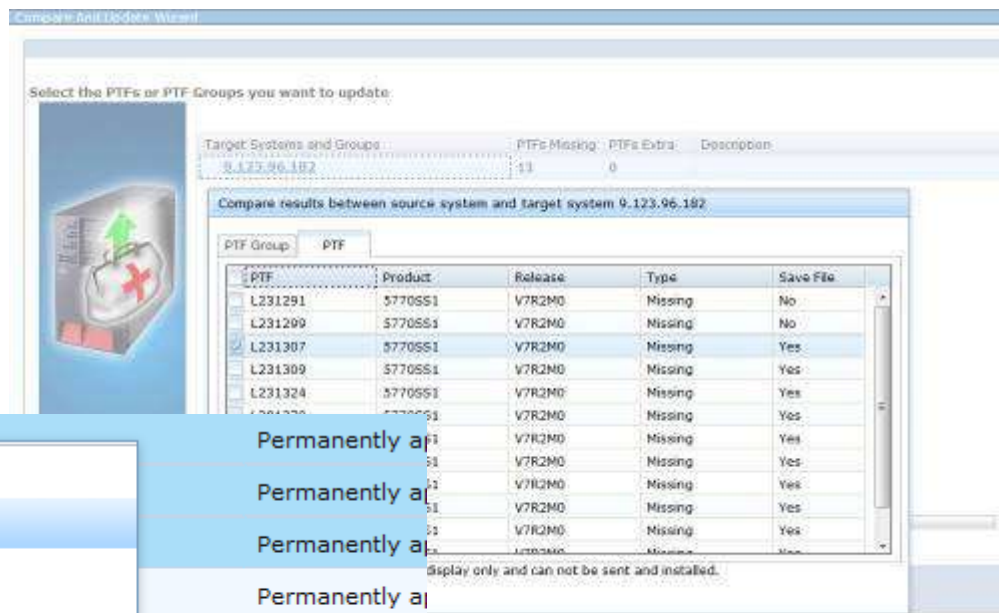 Compare And Update Wizard
Select the PTFs or PTF Groups you want to update
Target Systems and Groups PTFs Missing PTFs Extra Description
9.123.96.182 13 0
Compare results between source system and target system 9.123.96.182
PTF Group PTF
PTF Product Release Type Save File
L231291 5770SS1 V7R2M0 Missing No
L231299 5770SS1 V7R2M0 Missing No
L231307 5770SS1 V7R2M0 Missing Yes
L231309 5770SS1 V7R2M0 Missing Yes
L231324 5770SS1 V7R2M0 Missing Yes
V7R2M0 Missing Yes
Permanently
V7R2M0 Missing Yes
V7R2M0 Missing Yes
Permanently
V7R2M0 Missing Yes
V7R2M0 Missing Yes
Permanently
V7R2M0 Missing Yes
display only and can not be sent and installed.
Permanently